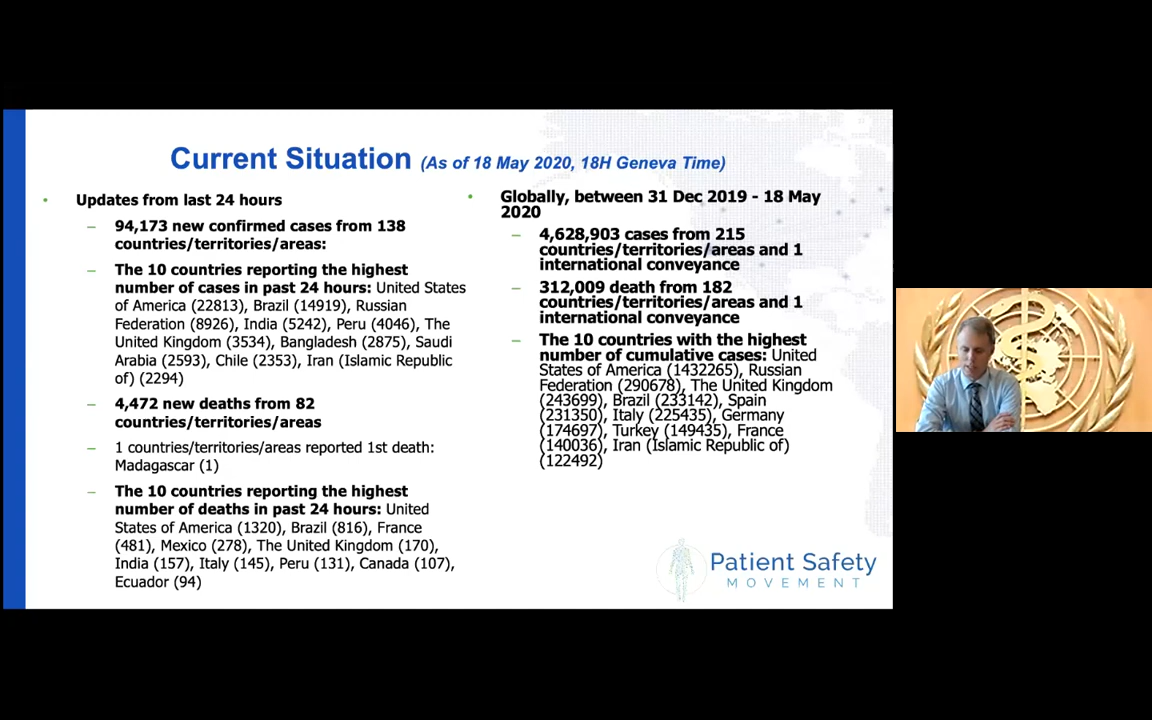 Current Situation (As of 18 May 2020, 18H Geneva Time)
• Updates from last 24 hours
– 94,173 new confirmed cases from 138
countries/territories/areas:
– The 10 countries reporting the highest
number of cases in past 24 hours: United States
of America (22813), Brazil (14919), Russian
Federation (8926), India (5242), Peru (4046), The
United Kingdom (3534), Bangladesh (2875), Saudi
Arabia (2593), Chile (2353), Iran (Islamic Republic
of) (2294)
– 4,472 new deaths from 82
countries/territories/areas
– 1 countries/territories/areas reported 1st death:
Madagascar (1)
– The 10 countries reporting the highest
number of deaths in past 24 hours: United
States of America (1320), Brazil (816), France
(481), Mexico (278), The United Kingdom (170),
India (157), Italy (145), Peru (131), Canada (107),
Ecuador (94)
• Globally, between 31 Dec 2019 - 18 May
2020
– 4,628,903 cases from 215
countries/territories/areas and 1
international conveyance
– 312,009 death from 182
countries/territories/areas and 1
international conveyance
– The 10 countries with the highest
number of cumulative cases: United
States of America (1432265), Russian
Federation (290678), The United Kingdom
(243699), Brazil (233142), Spain
(231350), Italy (225435), Germany
(174697), Turkey (149435), France
(140036), Iran (Islamic Republic of)
(122492)
Patient Safety
MOVEMENT